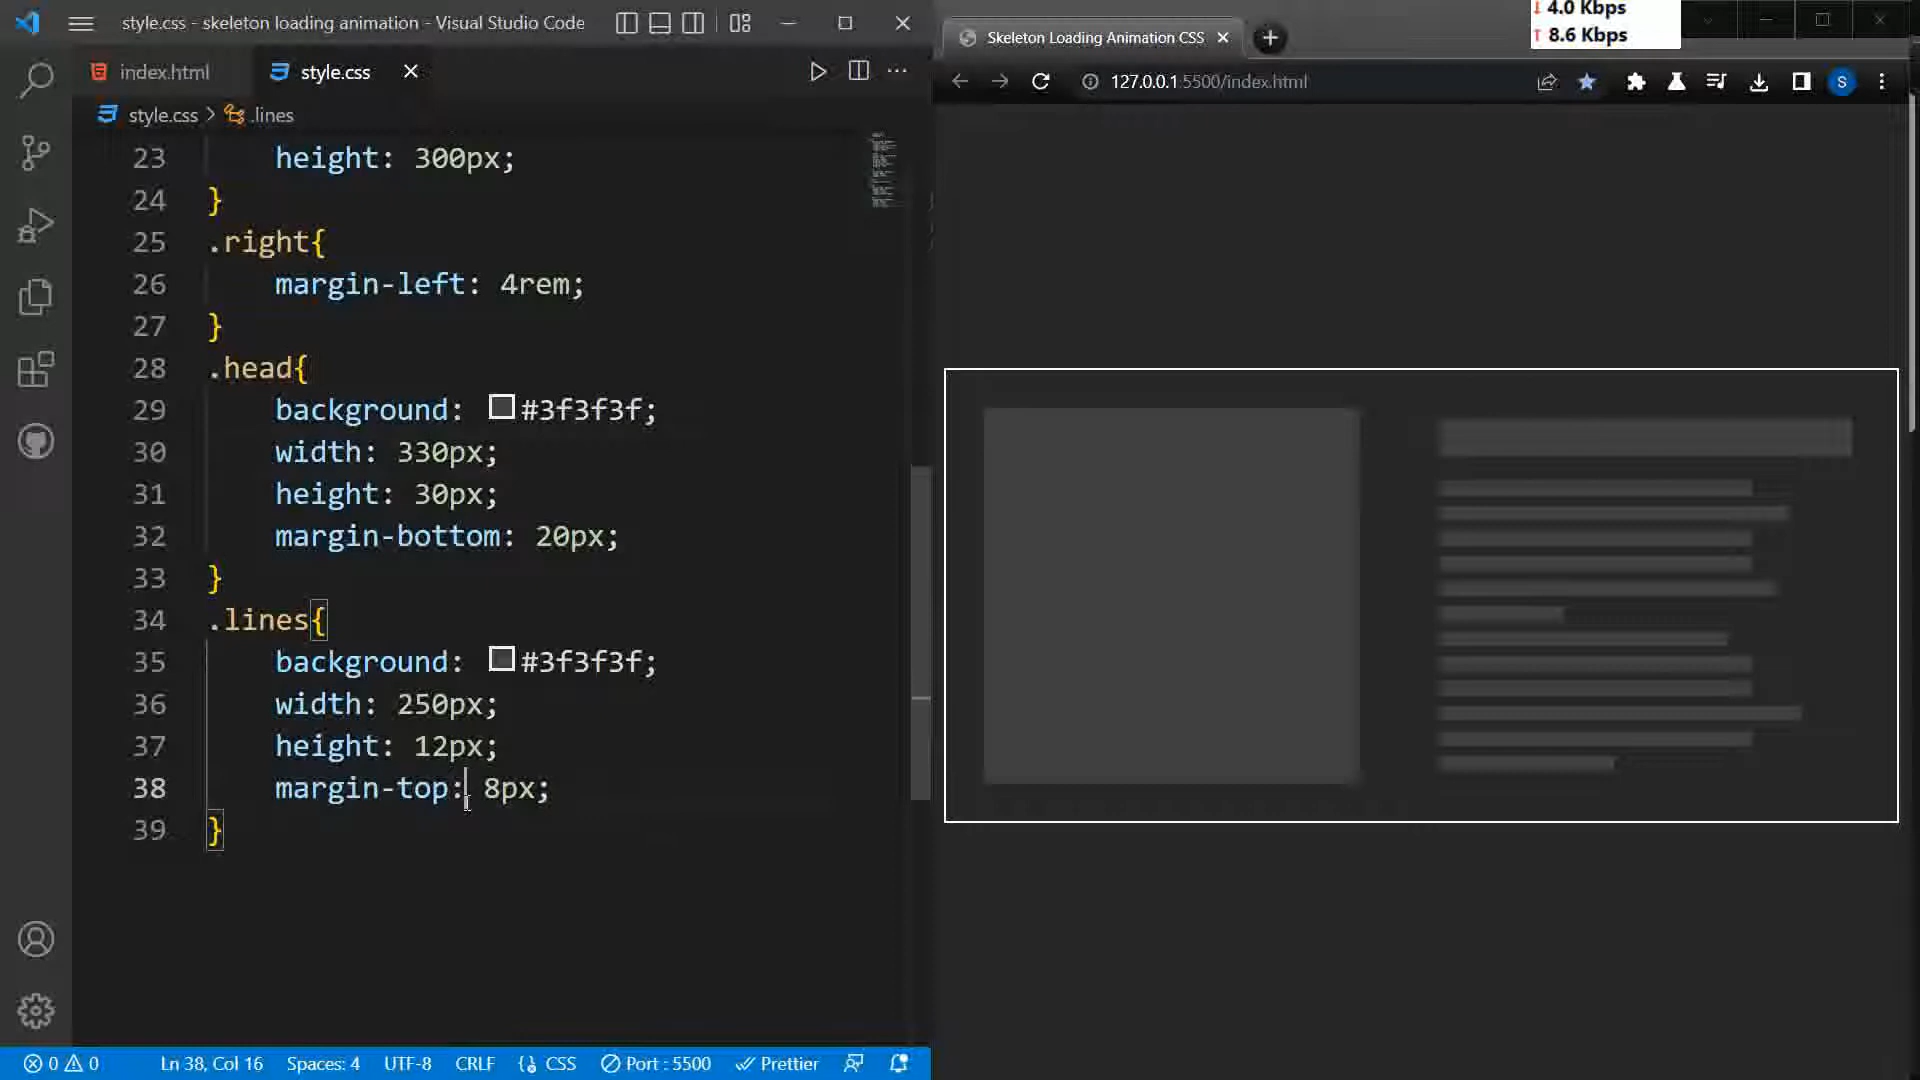 style.css - skeleton loading animation - Visual Studio Code
index.html
style.css
style.css > .lines
23 height: 300px;
24 }
25 .right{
26 margin-left: 4rem;
27 }
28 .head{
29 background: #3f3f3f;
30 width: 330px;
31 height: 30px;
32 margin-bottom: 20px;
33 }
34 .lines{
35 background: #3f3f3f;
36 width: 250px;
37 height: 12px;
38 margin-top: 8px;
39 }
0 0 Ln 38, Col 16 Spaces: 4 UTF-8 CRLF {} CSS Port : 5500 Prettier
4.0 Kbps
8.6 Kbps
Skeleton Loading Animation CSS
127.0.0.1:5500/index.html
S